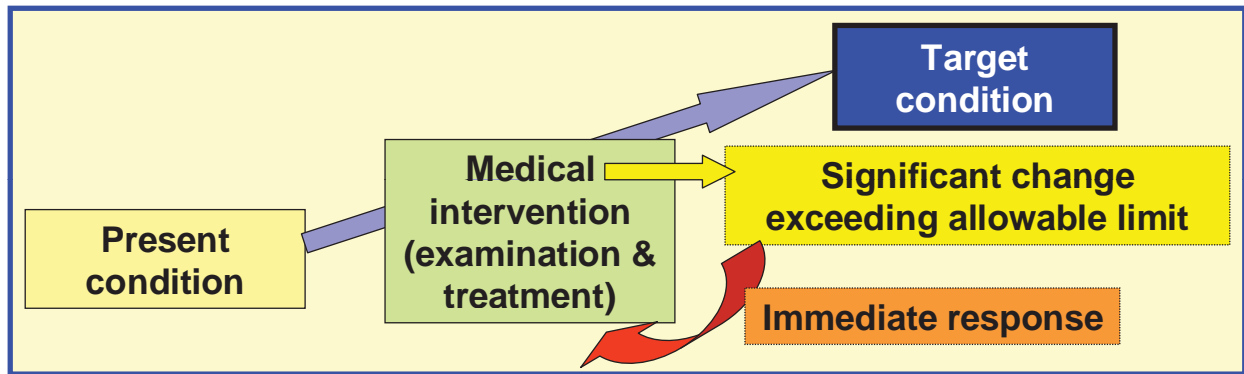 Target
condition
Medical
intervention
(examination &
treatment)
Significant change
exceeding allowable limit
Present
condition
Immediate response